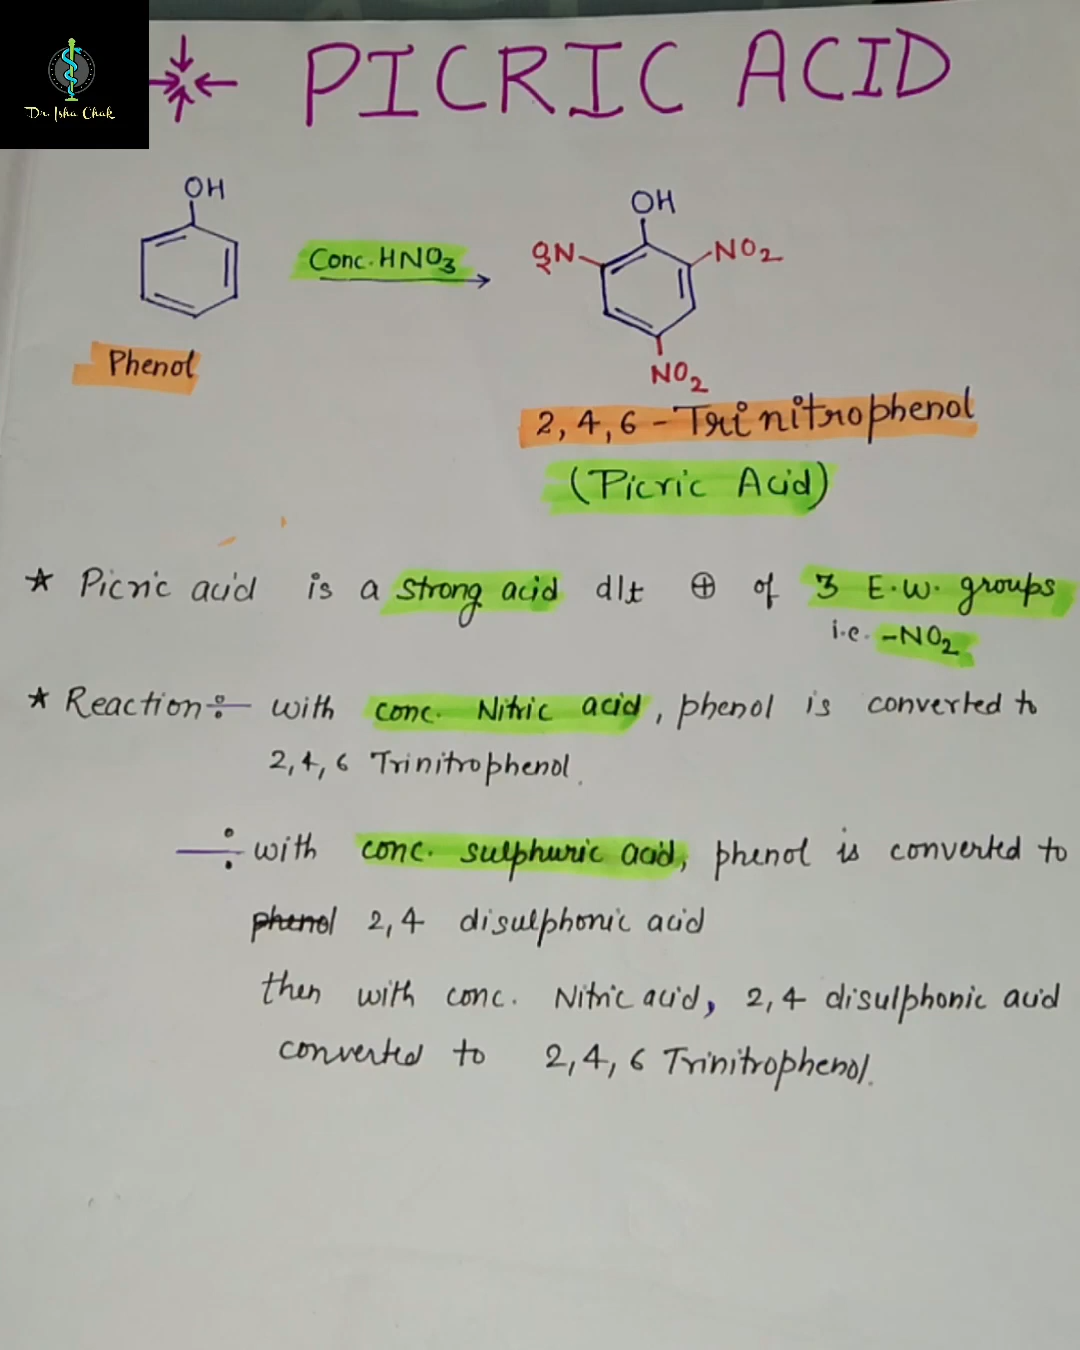 Dr. Isha Chak
PICRIC ACID
OH
Phenol
Conc. HNO3
OH
O2N
NO2
NO2
2, 4, 6 - Trinitrophenol
(Picric Acid)
★ Picric acid is a strong acid d/t ⊕ of 3 E.W. groups
i.e. -NO2
★ Reaction÷ with conc. Nitric acid, phenol is converted to
2, 4, 6 Trinitrophenol.
÷ with conc. sulphuric acid, phenol is converted to
phenol 2, 4 disulphonic acid
then with conc. Nitric acid, 2, 4 disulphonic acid
converted to 2, 4, 6 Trinitrophenol.